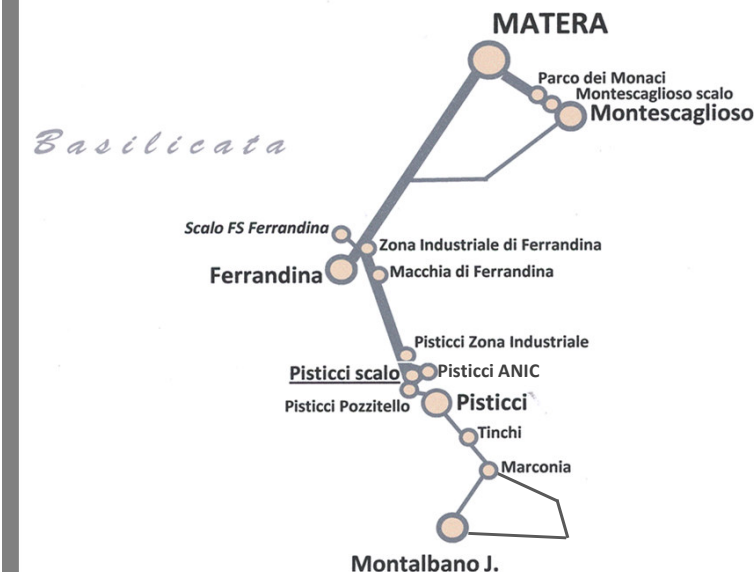 MATERA
Parco dei Monaci
Montescaglioso scalo
Montescaglioso
Basilicata
Scalo FS Ferrandina
Zona Industriale di Ferrandina
Ferrandina
Macchia di Ferrandina
Pisticci Zona Industriale
Pisticci scalo
Pisticci ANIC
Pisticci Pozzitello
Pisticci
Tinchi
Marconia
Montalbano J.